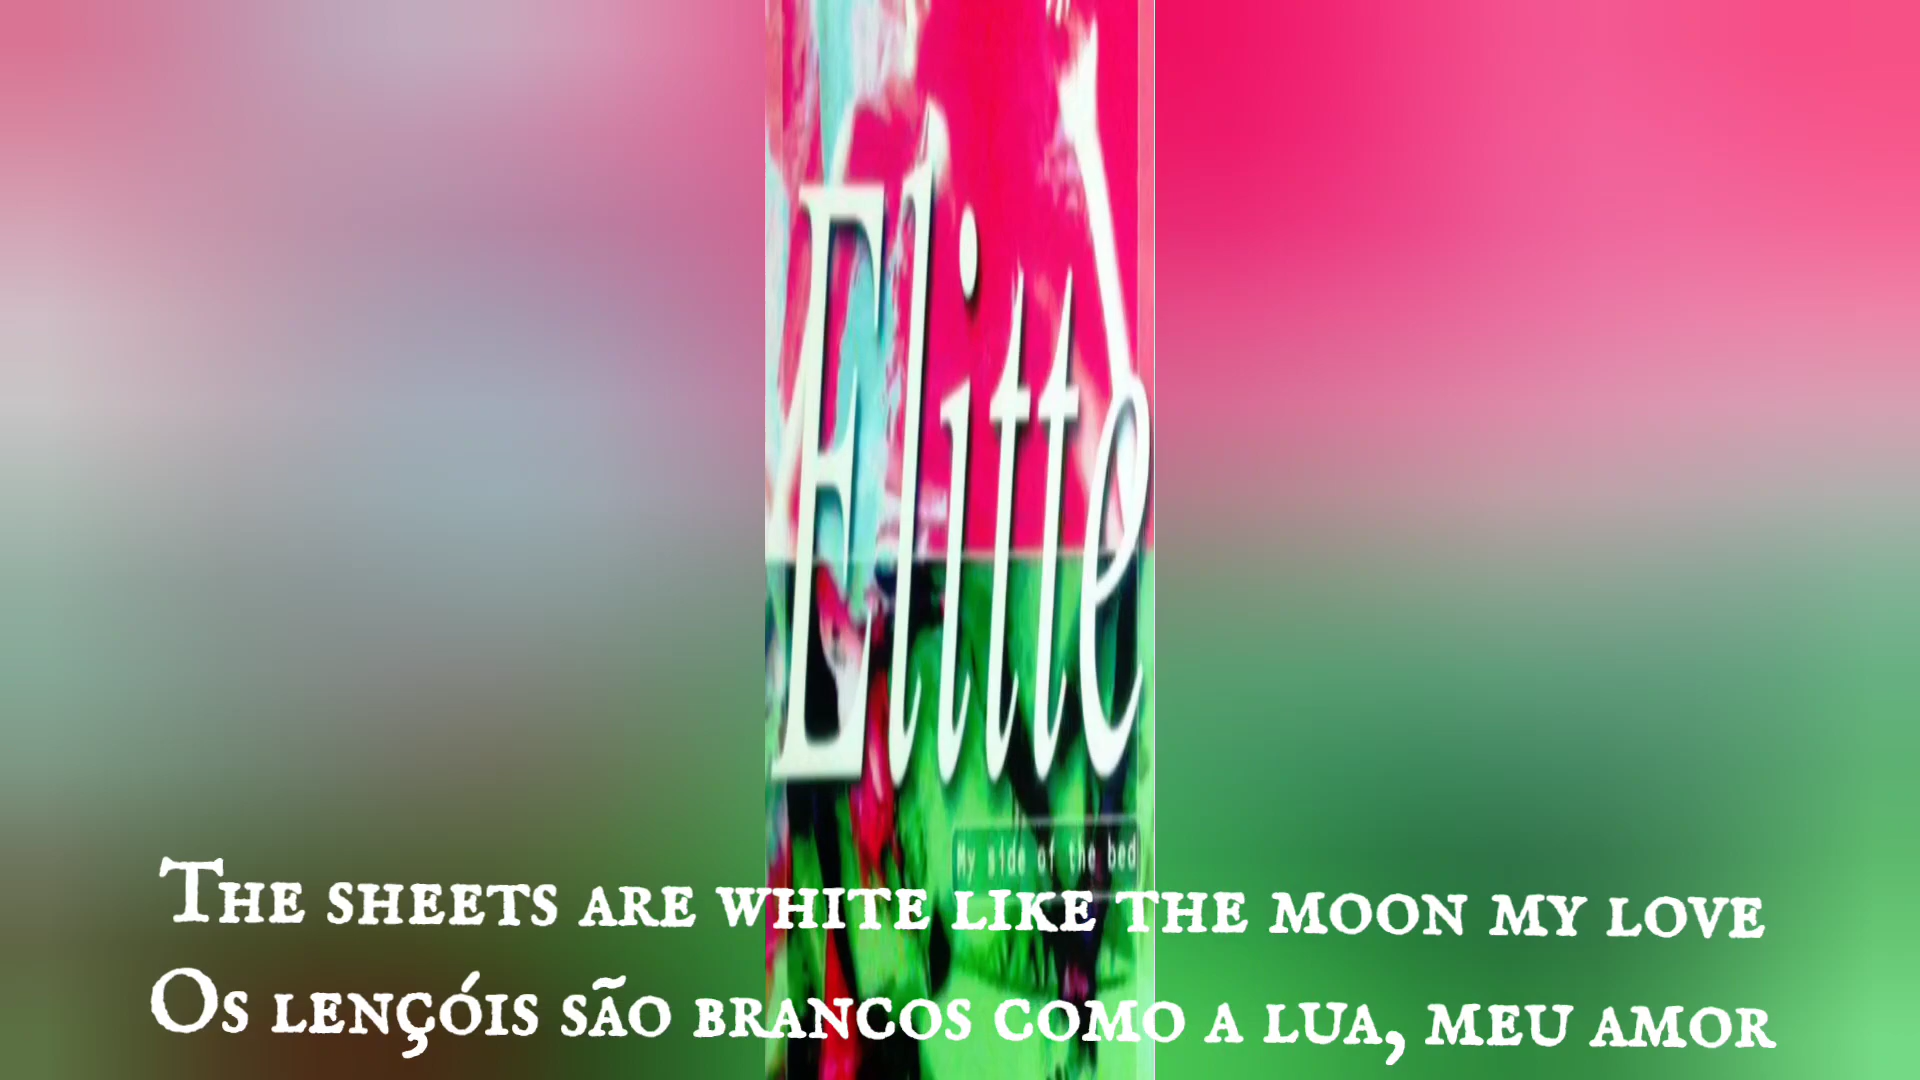 Elitte
My side of the bed
The sheets are white like the moon my love
Os lençóis são brancos como a lua, meu amor